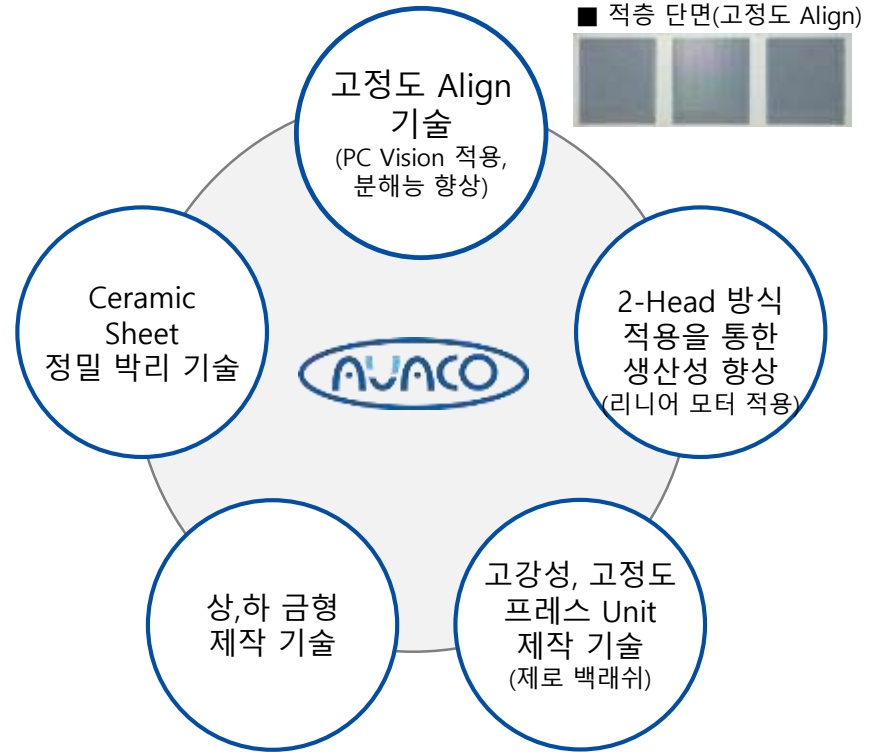 ■ 적층 단면(고정도 Align)
고정도 Align
기술
(PC Vision 적용,
분해능 향상)
Ceramic
Sheet
정밀 박리 기술
2-Head 방식
적용을 통한
생산성 향상
(리니어 모터 적용)
AVACO
상,하 금형
제작 기술
고강성, 고정도
프레스 Unit
제작 기술
(제로 백래쉬)